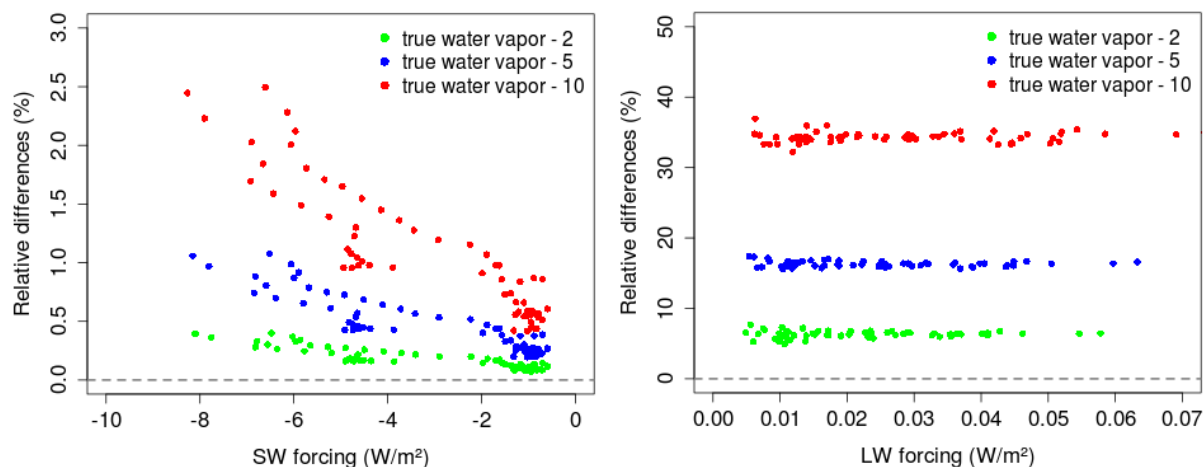 true water vapor - 2
true water vapor - 5
true water vapor - 10
Relative differences (%)
3.0
2.5
2.0
1.5
1.0
0.5
0.0
-10 -8 -6 -4 -2 0
SW forcing (W/m²)
true water vapor - 2
true water vapor - 5
true water vapor - 10
Relative differences (%)
50
40
30
20
10
0
0.00 0.01 0.02 0.03 0.04 0.05 0.06 0.07
LW forcing (W/m²)